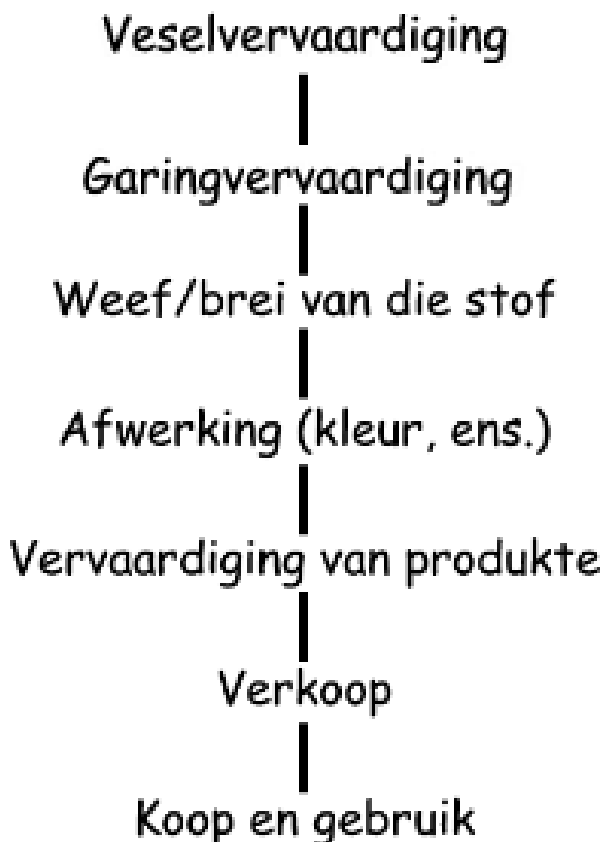 Veselvervaardiging
Garingvervaardiging
Weef/brei van die stof
Afwerking (kleur, ens.)
Vervaardiging van produkte
Verkoop
Koop en gebruik